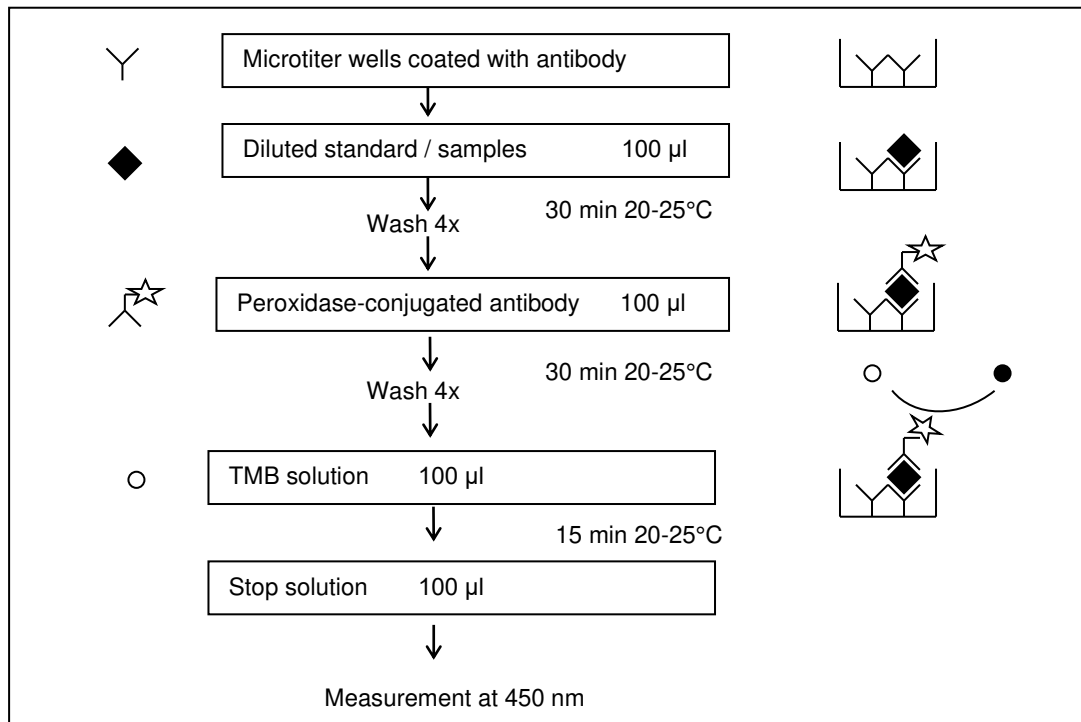 Microtiter wells coated with antibody
Diluted standard / samples 100 µl
30 min 20-25°C
Wash 4x
Peroxidase-conjugated antibody 100 µl
30 min 20-25°C
Wash 4x
TMB solution 100 µl
15 min 20-25°C
Stop solution 100 µl
Measurement at 450 nm